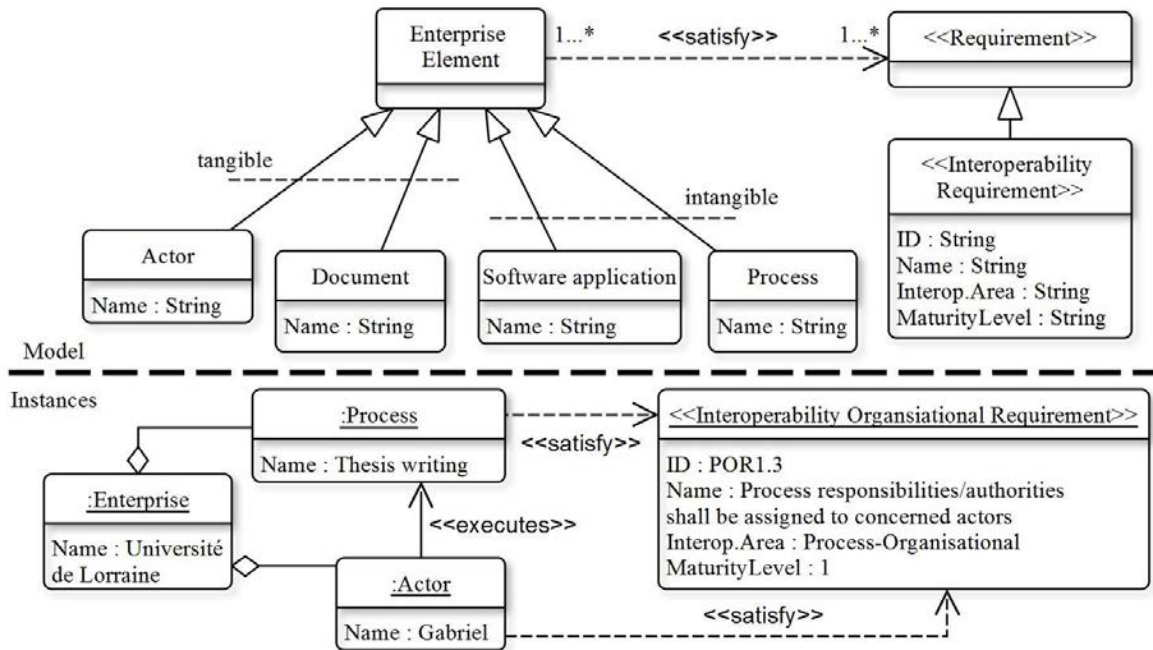 Enterprise
Element
1...*
<<satisfy>>
1...*
<<Requirement>>
tangible
intangible
<<Interoperability
Requirement>>
ID : String
Name : String
Interop.Area : String
MaturityLevel : String
Actor
Name : String
Document
Name : String
Software application
Name : String
Process
Name : String
Model
Instances
:Process
Name : Thesis writing
<<satisfy>>
<<Interoperability Organsiational Requirement>>
ID : POR1.3
Name : Process responsibilities/authorities
shall be assigned to concerned actors
Interop.Area : Process-Organisational
MaturityLevel : 1
:Enterprise
Name : Université
de Lorraine
<<executes>>
:Actor
Name : Gabriel
<<satisfy>>